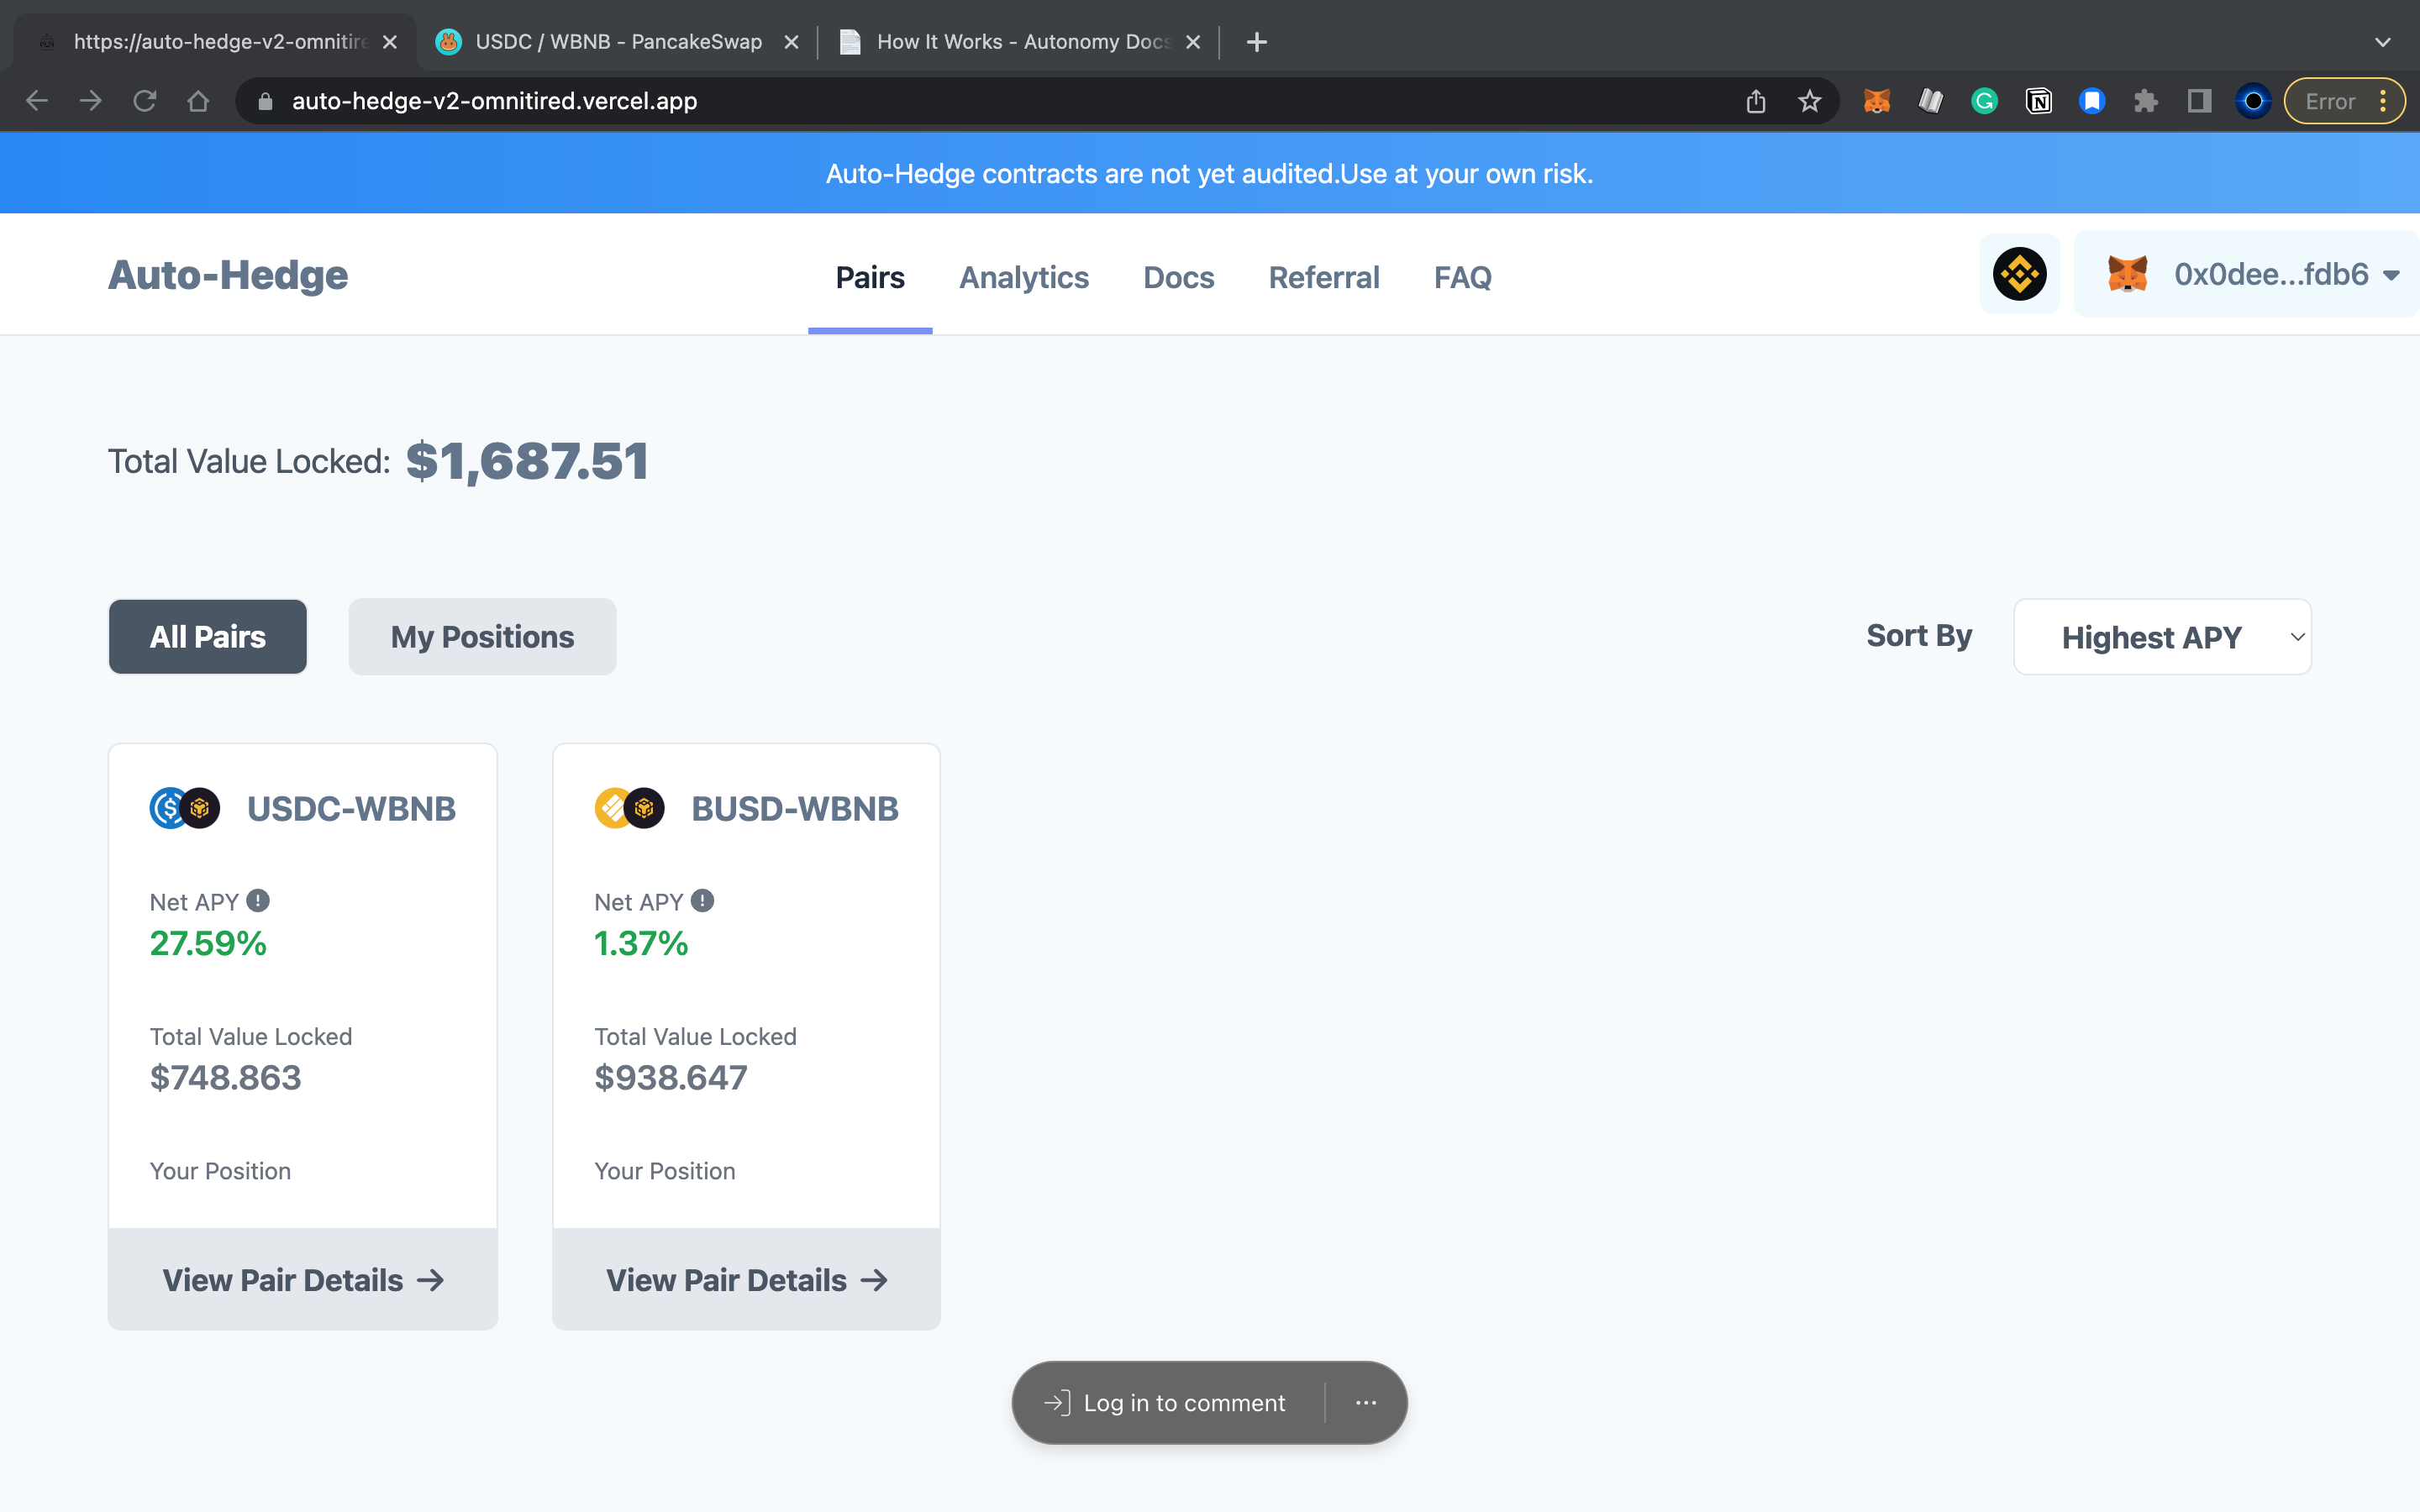 https://auto-hedge-v2-omnitire
USDC / WBNB - PancakeSwap
How It Works - Autonomy Docs
auto-hedge-v2-omnitired.vercel.app
Error
Auto-Hedge contracts are not yet audited.Use at your own risk.
Auto-Hedge
Pairs
Analytics
Docs
Referral
FAQ
0x0dee...fdb6
Total Value Locked: $1,687.51
All Pairs
My Positions
Sort By
Highest APY
USDC-WBNB
Net APY
27.59%
Total Value Locked
$748.863
Your Position
View Pair Details →
BUSD-WBNB
Net APY
1.37%
Total Value Locked
$938.647
Your Position
View Pair Details →
Log in to comment